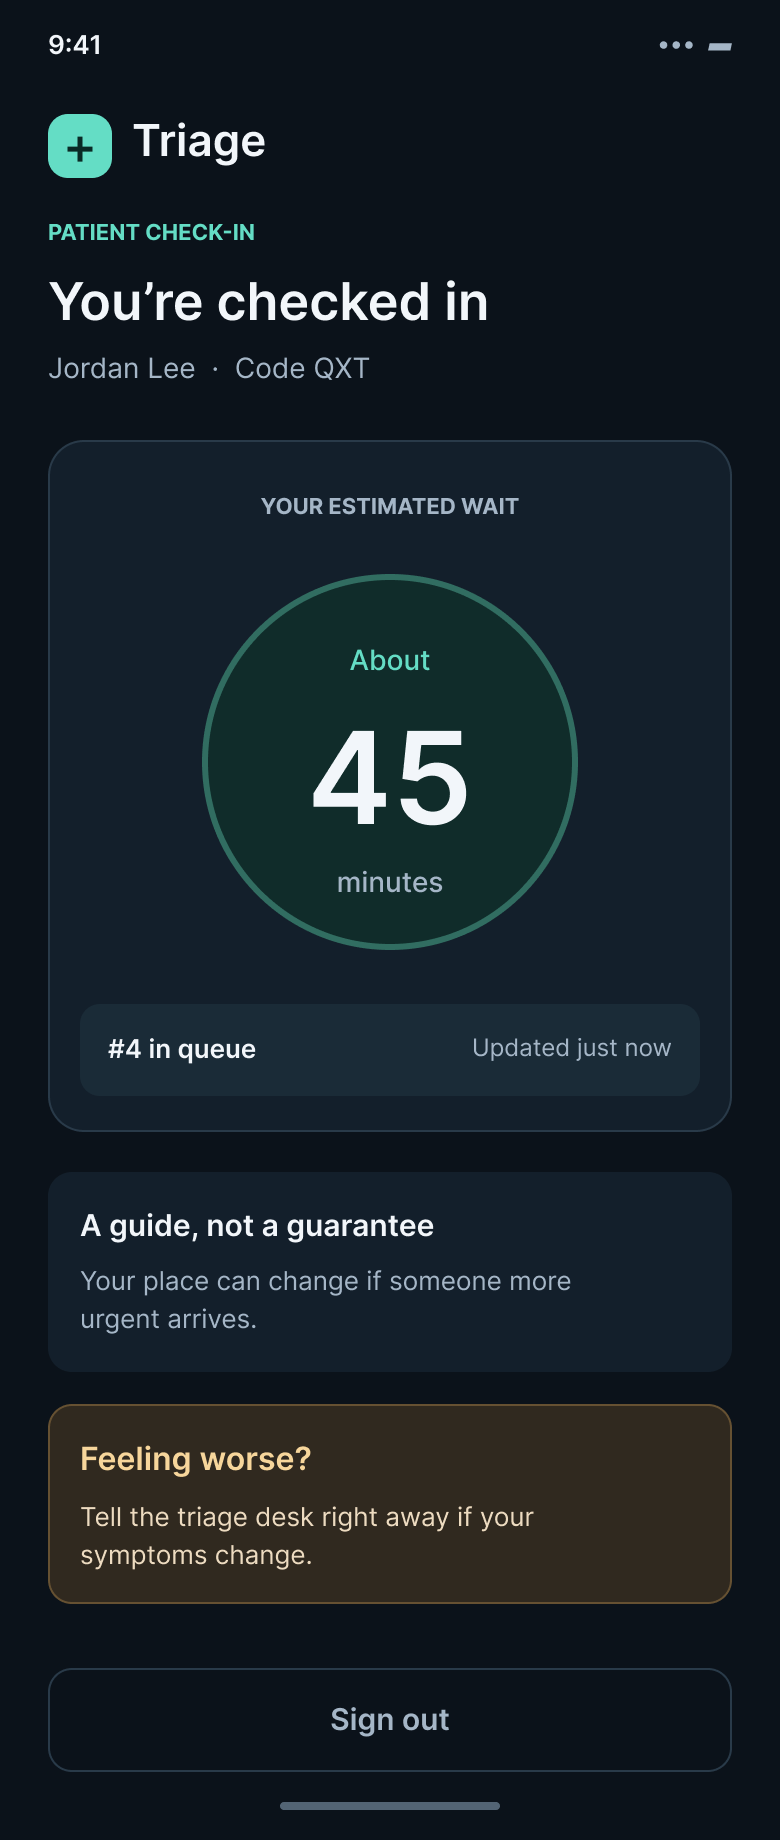 9:41
+ Triage
PATIENT CHECK-IN
You’re checked in
Jordan Lee · Code QXT
YOUR ESTIMATED WAIT
About
45
minutes
#4 in queue
Updated just now
A guide, not a guarantee
Your place can change if someone more
urgent arrives.
Feeling worse?
Tell the triage desk right away if your
symptoms change.
Sign out